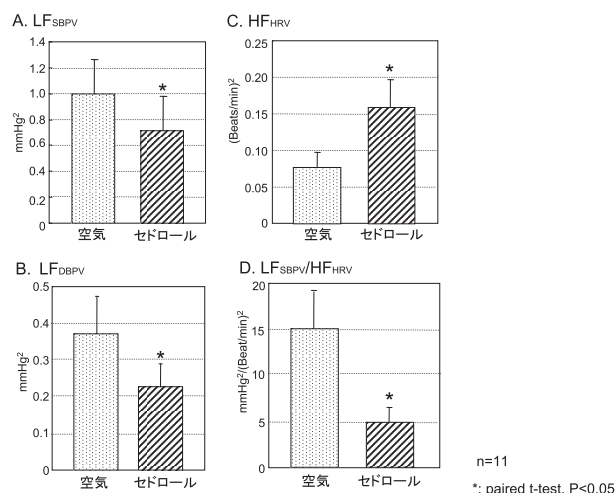 A. LFSBPV
mmHg²
1.4
1.2
1.0
0.8
0.6
0.4
0.2
0
*
空気 セドロール
B. LFDBPV
mmHg²
0.5
0.4
0.3
0.2
0.1
0
*
空気 セドロール
C. HFHRV
(Beats/min)²
0.25
0.20
0.15
0.10
0.05
0
*
空気 セドロール
D. LFSBPV/HFHRV
mmHg²/(Beat/min)²
20
15
10
5
0
*
空気 セドロール
n=11
*: paired t-test, P<0.05